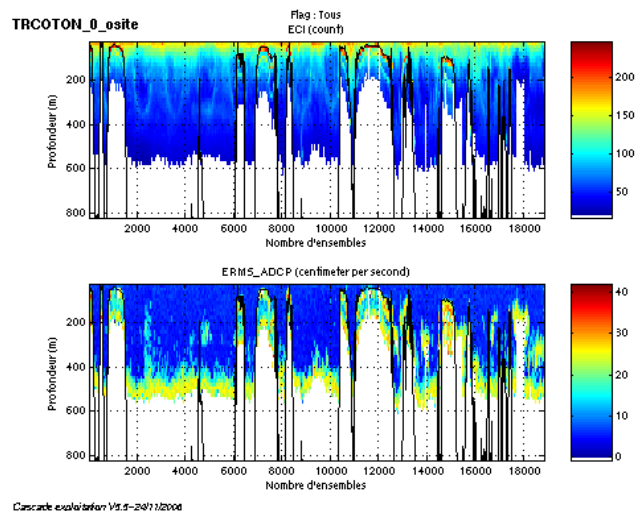 TRCOTON_0_osite
Flag : Tous
ECI (count)
Profondeur (m)
200
400
600
800
2000 4000 6000 8000 10000 12000 14000 16000 18000
Nombre d'ensembles
200
150
100
50
ERMS_ADCP (centimeter per second)
Profondeur (m)
200
400
600
800
2000 4000 6000 8000 10000 12000 14000 16000 18000
Nombre d'ensembles
40
30
20
10
0
Cascade exploitation V5.5-24/11/2006